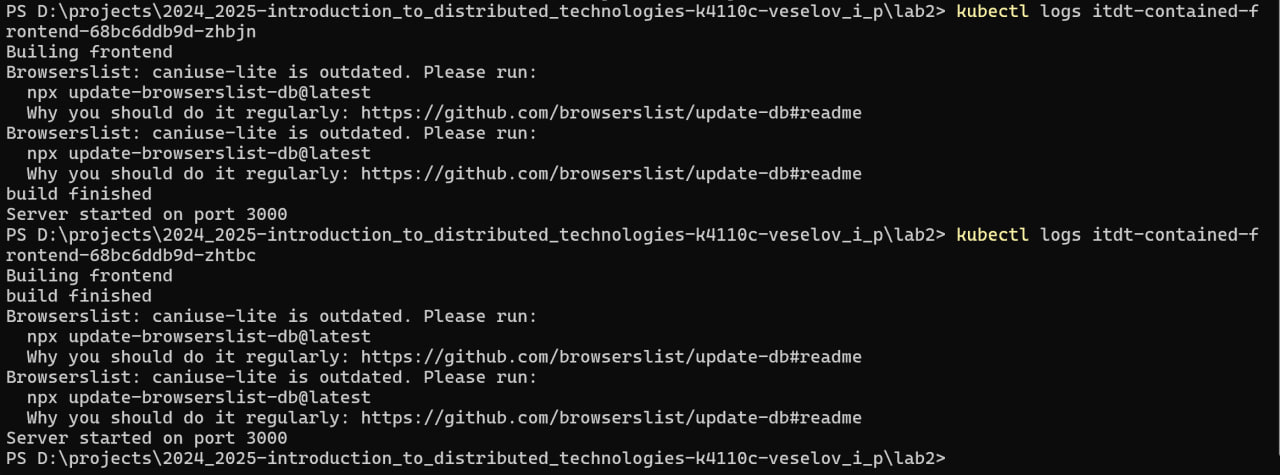 PS D:\projects\2024_2025-introduction_to_distributed_technologies-k4110c-veselov_i_p\lab2> kubectl logs itdt-contained-f
rontend-68bc6ddb9d-zhbjn
Builing frontend
Browserslist: caniuse-lite is outdated. Please run:
  npx update-browserslist-db@latest
  Why you should do it regularly: https://github.com/browserslist/update-db#readme
Browserslist: caniuse-lite is outdated. Please run:
  npx update-browserslist-db@latest
  Why you should do it regularly: https://github.com/browserslist/update-db#readme
build finished
Server started on port 3000
PS D:\projects\2024_2025-introduction_to_distributed_technologies-k4110c-veselov_i_p\lab2> kubectl logs itdt-contained-f
rontend-68bc6ddb9d-zhtbc
Builing frontend
build finished
Browserslist: caniuse-lite is outdated. Please run:
  npx update-browserslist-db@latest
  Why you should do it regularly: https://github.com/browserslist/update-db#readme
Browserslist: caniuse-lite is outdated. Please run:
  npx update-browserslist-db@latest
  Why you should do it regularly: https://github.com/browserslist/update-db#readme
Server started on port 3000
PS D:\projects\2024_2025-introduction_to_distributed_technologies-k4110c-veselov_i_p\lab2>